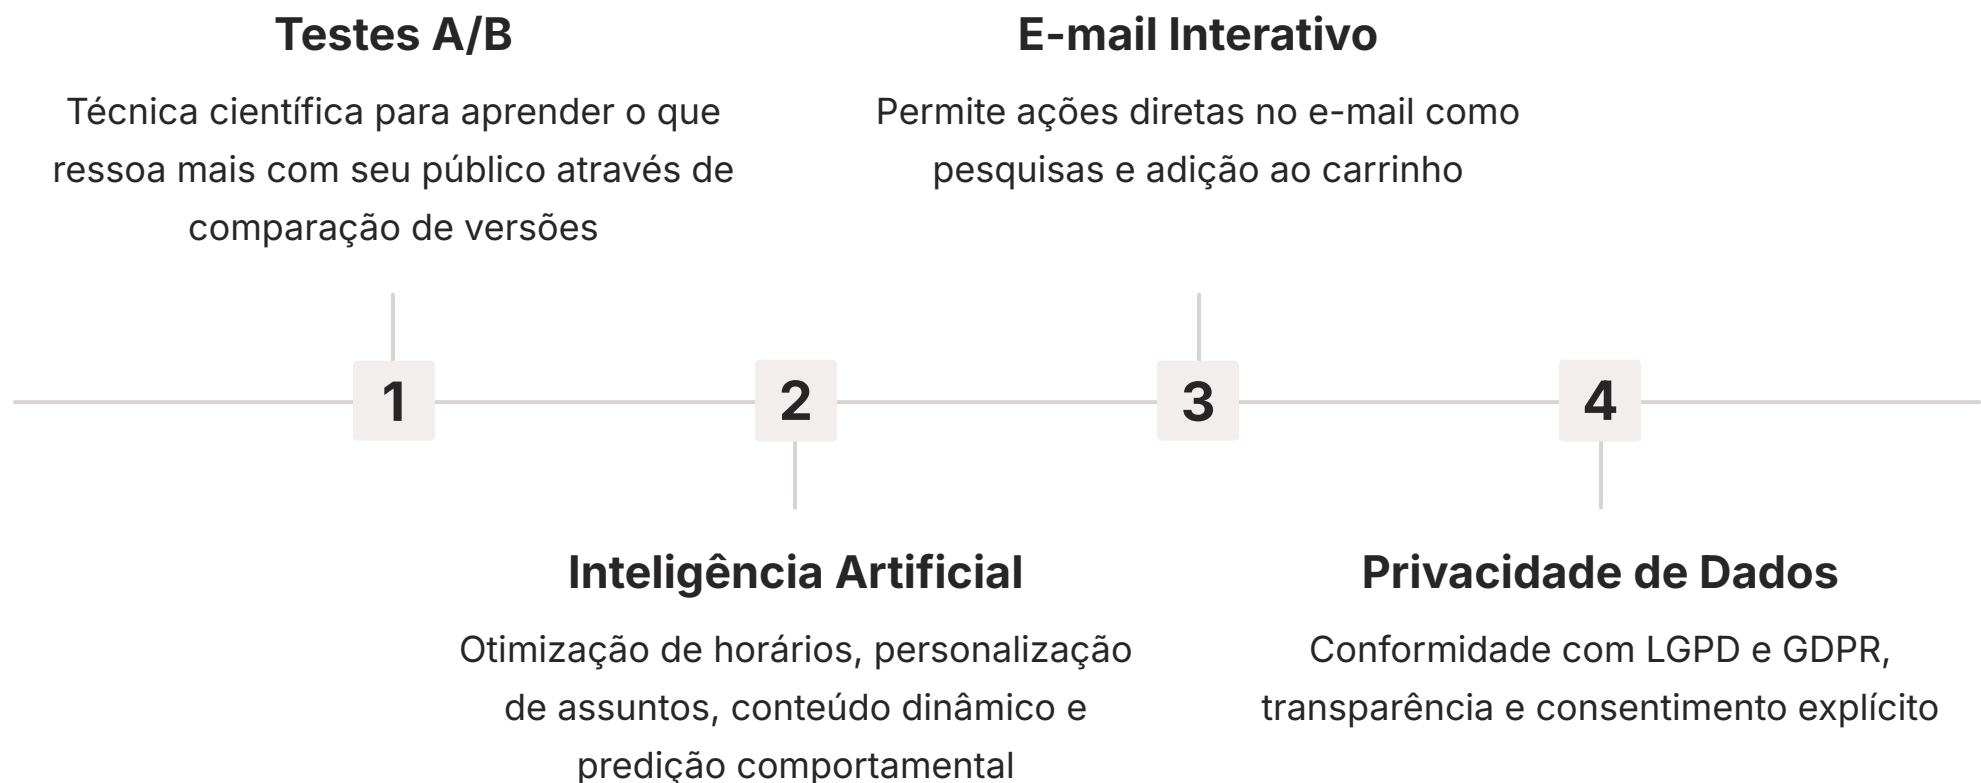 Testes A/B
Técnica científica para aprender o que
ressoa mais com seu público através de
comparação de versões
E-mail Interativo
Permite ações diretas no e-mail como
pesquisas e adição ao carrinho
1
2
3
4
Inteligência Artificial
Otimização de horários, personalização
de assuntos, conteúdo dinâmico e
predição comportamental
Privacidade de Dados
Conformidade com LGPD e GDPR,
transparência e consentimento explícito